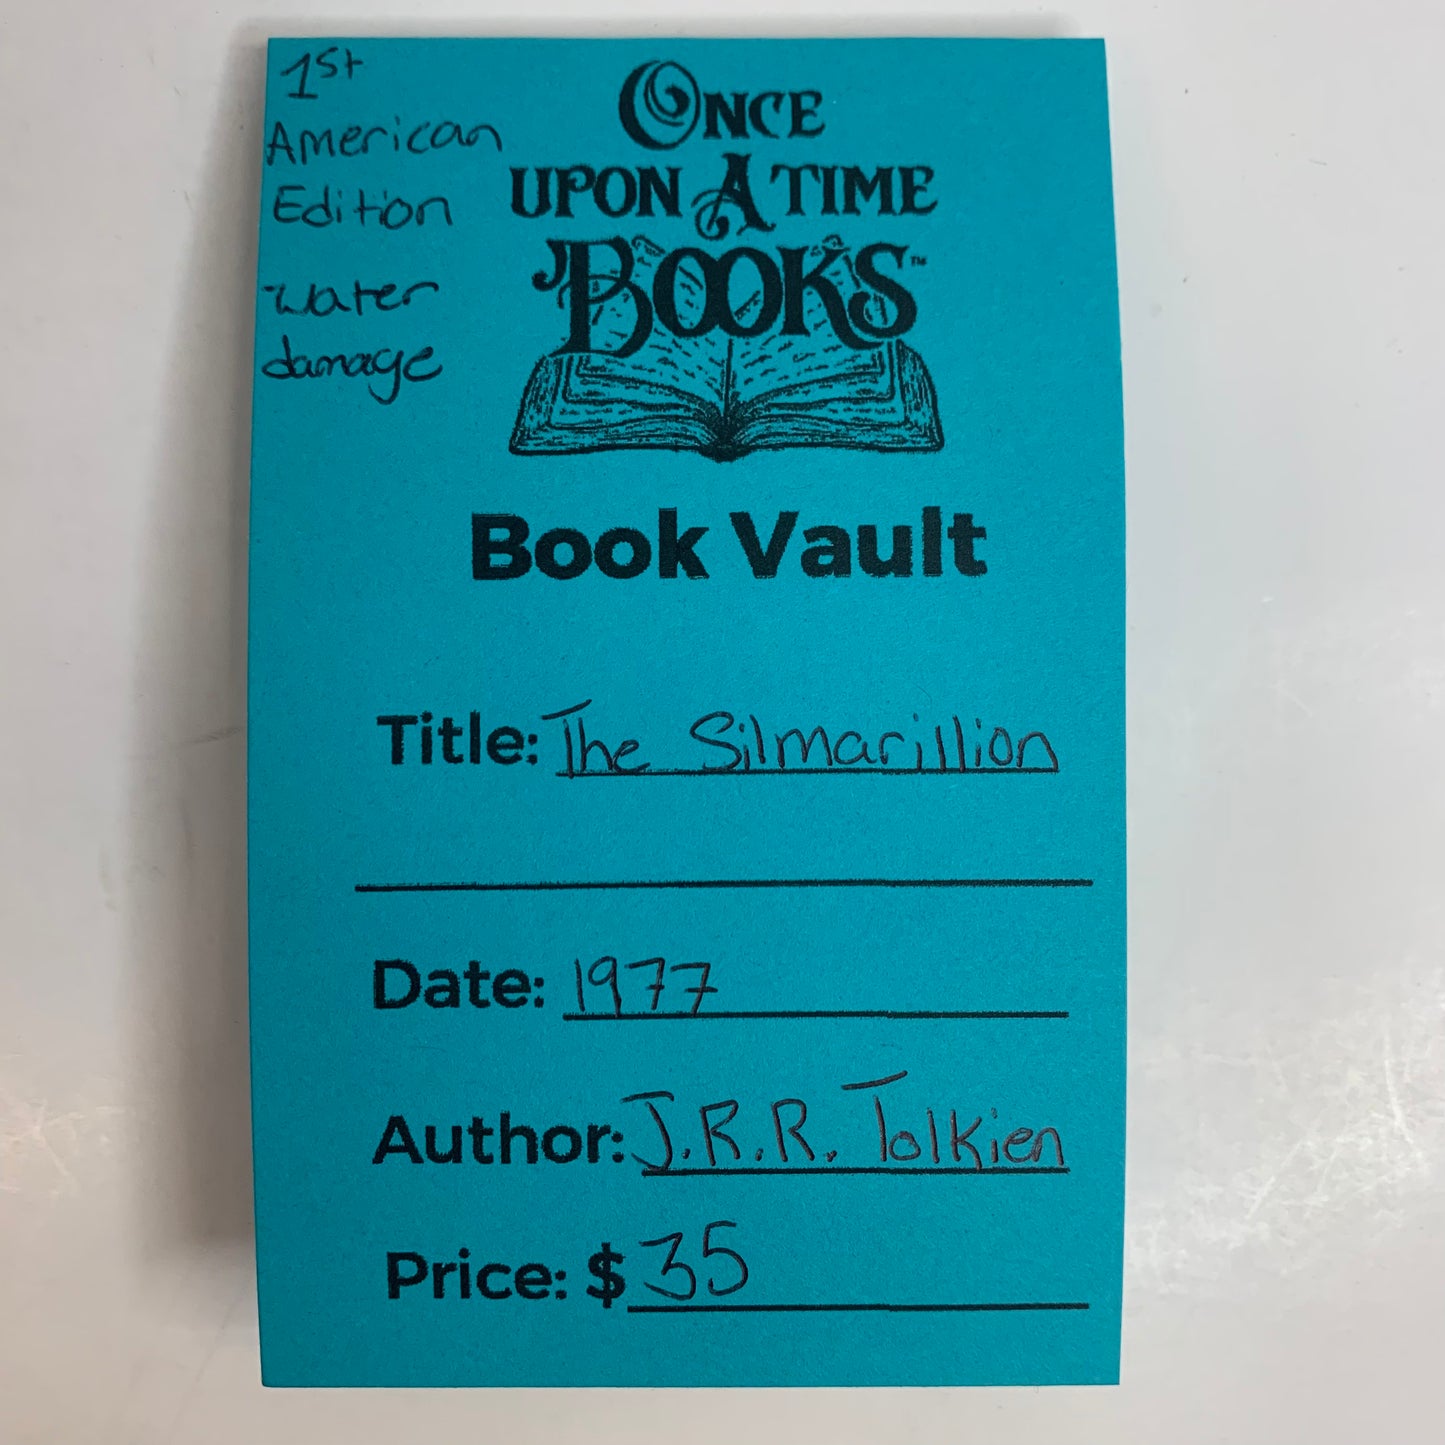 1st
American
Edition
water
damage
ONCE
UPON A TIME
BOOKS™
Book Vault
Title: The Silmarillion
Date: 1977
Author: J.R.R. Tolkien
Price: $35